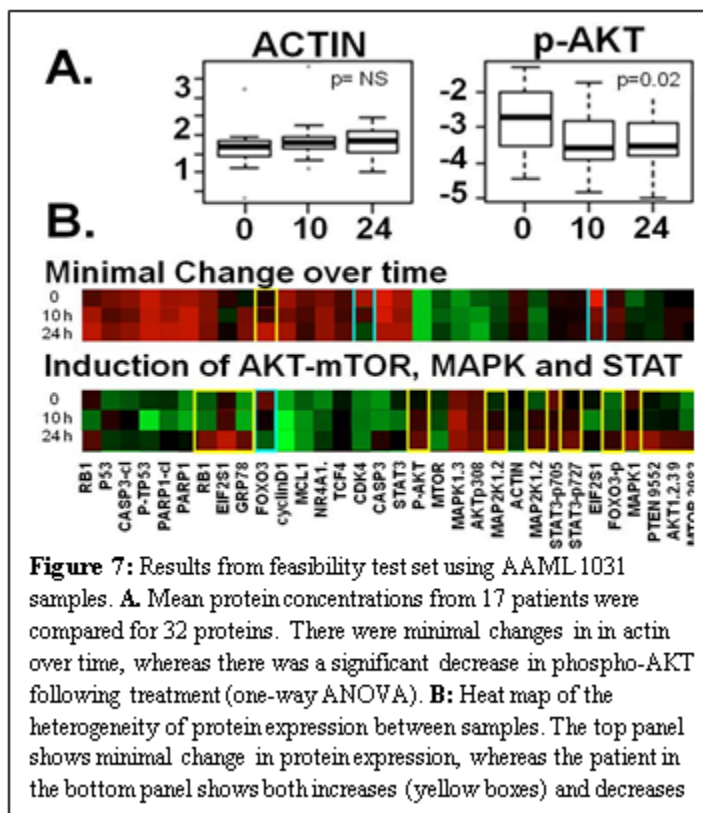 ACTIN
p-AKT
A.
p= NS
p=0.02
3
2
1
-2
-3
-4
-5
0 10 24
0 10 24
B.
Minimal Change over time
0
10 h
24 h
Induction of AKT-mTOR, MAPK and STAT
0
10 h
24 h
RB1
P53
CASP3-cl
P-TP53
PARP1-cl
PARP1
RB1
EIF2S1
GRP78
FOXO3
cyclinD1
MCL1
NR4A1.
TCF4
CDK4
CASP3
STAT3
P-AKT
MTOR
MAPK1.3
AKTp308
MAP2K1.2
ACTIN
MAP2K1.2
STAT3-p705
STAT3-p727
EIF2S1
FOXO3-p
MAPK1
PTEN 9552
AKT1.2.3 9
Figure 7: Results from feasibility test set using AAML1031
samples. A. Mean protein concentrations from 17 patients were
compared for 32 proteins. There were minimal changes in in actin
over time, whereas there was a significant decrease in phospho-AKT
following treatment (one-way ANOVA). B: Heat map of the
heterogeneity of protein expression between samples. The top panel
shows minimal change in protein expression, whereas the patient in
the bottom panel shows both increases (yellow boxes) and decreases